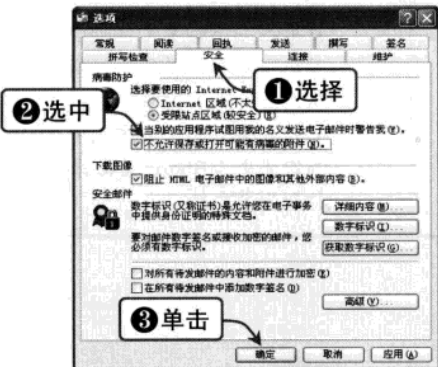 选项
常规 阅读 回执 发送 撰写 签名
拼写检查 安全 连接 维护
❶选择
病毒防护
选择要使用的 Internet
Internet 区域(不太
受限站点区域(较安全)(R)
❷选中
当别的应用程序试图用我的名义发送电子邮件时警告我(W)。
不允许保存或打开可能有病毒的附件(N)。
下载图像
阻止 HTML 电子邮件中的图像和其他外部内容(B)。
安全邮件
数字标识(又称证书)是允许您在电子事务中提供身份证明的特殊文档。
详细内容(M)...
数字标识(I)...
要对邮件数字签名或接收加密的邮件，您必须有数字标识。
获取数字标识(G)...
对所有待发邮件的内容和附件进行加密(E)
在所有待发邮件中添加数字签名(D)
高级(V)...
❸单击
确定 取消 应用(A)